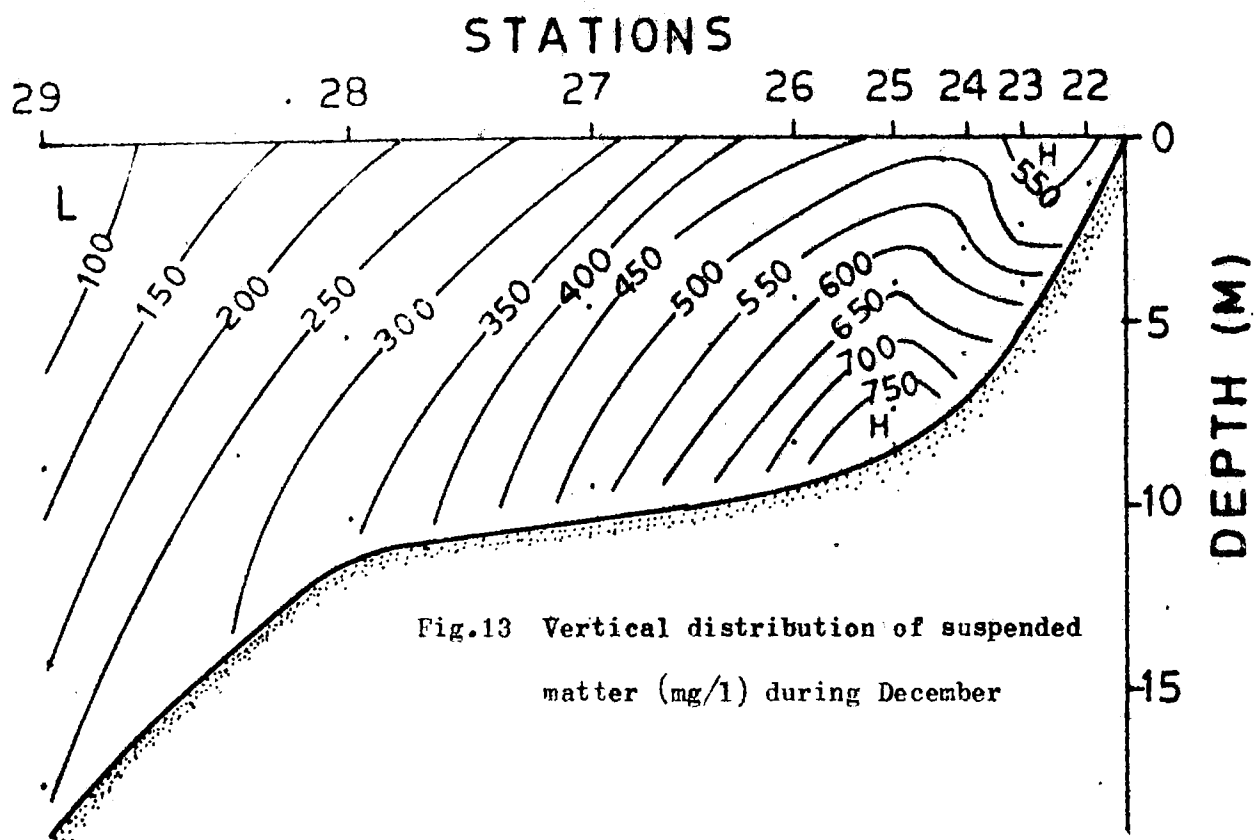 STATIONS
29 28 27 26 25 24 23 22
0
H
550
L
100
150
200
250
300
350
400
450
500
550
600
650
700
750
H
5
10
15
DEPTH (M)
Fig.13 Vertical distribution of suspended
matter (mg/l) during December